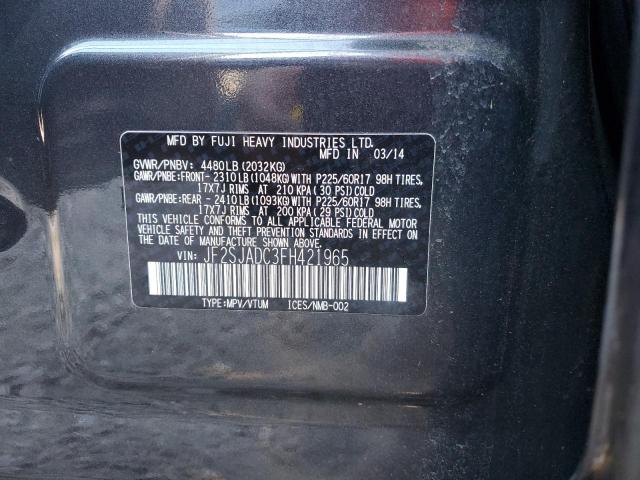 MFD BY FUJI HEAVY INDUSTRIES LTD.
MFD IN 03/14
GVWR/PNBV: 4480LB(2032KG)
GAWR/PNBE:FRONT-2310LB(1048KG)WITH P225/60R17 98H TIRES,
17X7J RIMS AT 210 KPA(30 PSI)COLD
GAWR/PNBE:REAR -2410LB(1093KG)WITH P225/60R17 98H TIRES,
17X7J RIMS AT 200 KPA(29 PSI)COLD
THIS VEHICLE CONFORMS TO ALL APPLICABLE FEDERAL MOTOR
VEHICLE SAFETY AND THEFT PREVENTION STANDARDS IN EFFECT
ON THE DATE OF MANUFACTURE SHOWN ABOVE.
VIN: JF2SJADC3FH421965
TYPE:MPV/VTUM ICES/NMB-002